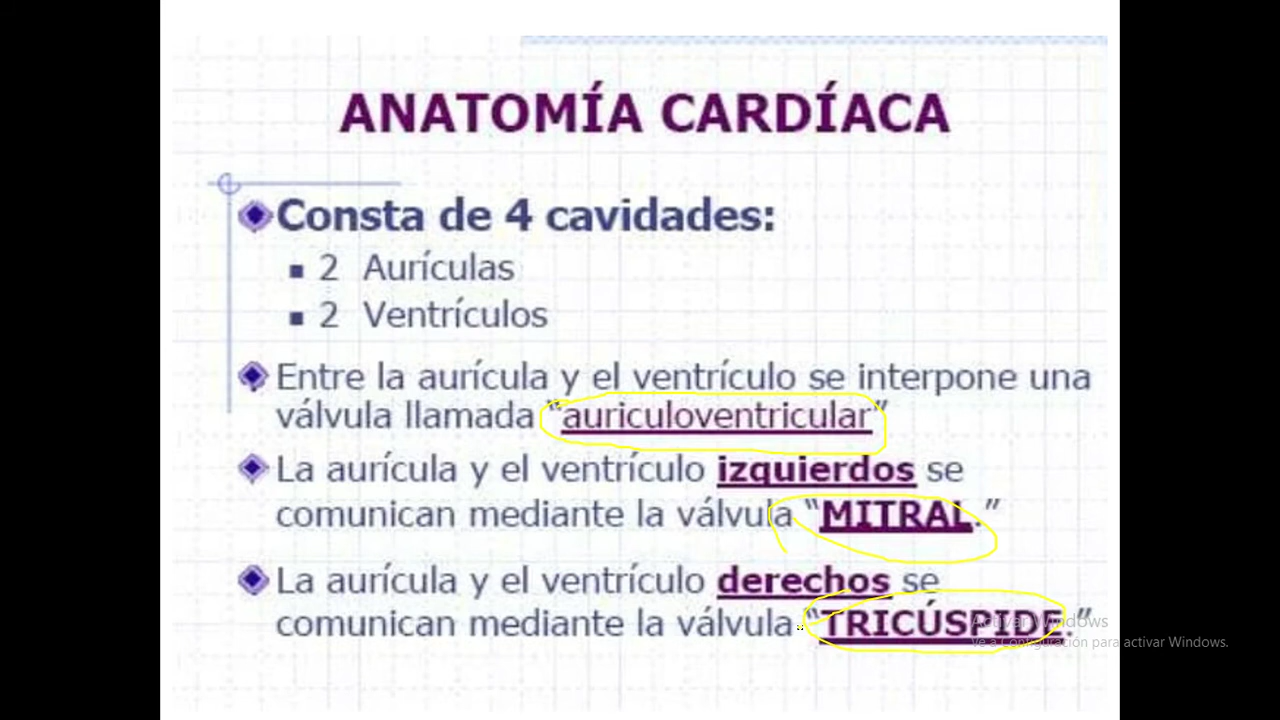 ANATOMÍA CARDÍACA
Consta de 4 cavidades:
2 Aurículas
2 Ventrículos
Entre la aurícula y el ventrículo se interpone una
válvula llamada “auriculoventricular”
La aurícula y el ventrículo izquierdos se
comunican mediante la válvula “MITRAL.”
La aurícula y el ventrículo derechos se
comunican mediante la válvula “TRICÚSPIDE.”
Activar Windows
Ve a Configuración para activar Windows.